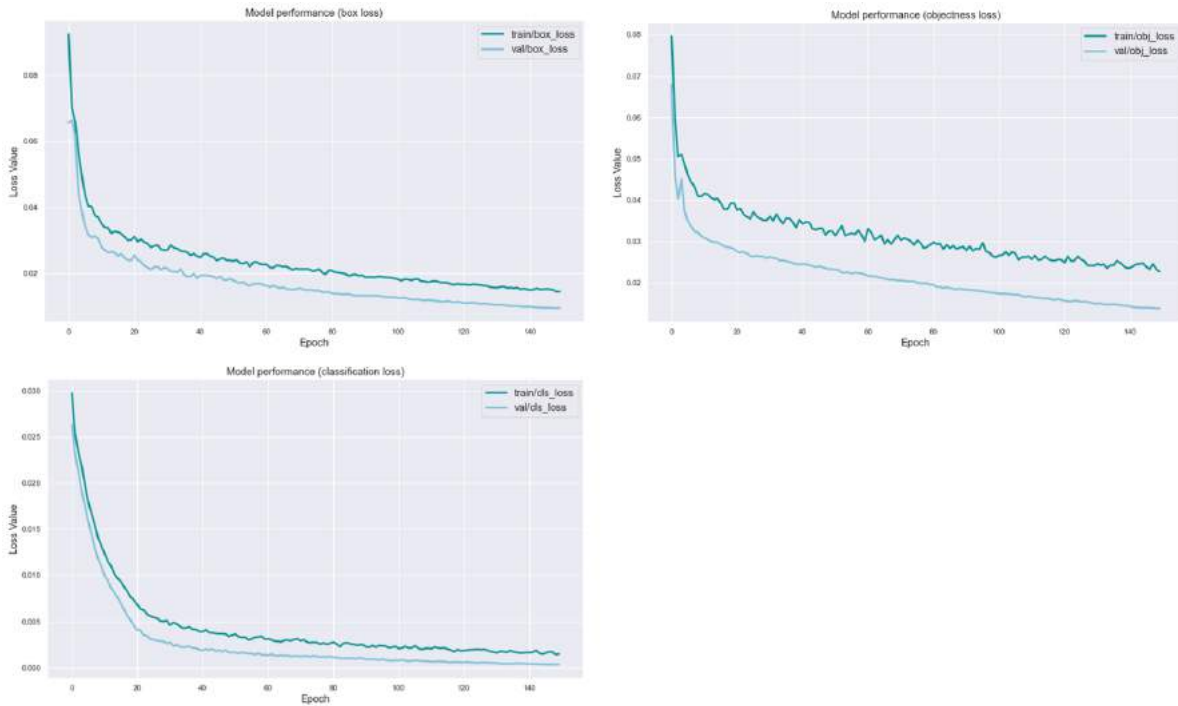 Model performance (box loss)
train/box_loss
val/box_loss
0.08
0.06
0.04
0.02
Loss Value
0 20 40 60 80 100 120 140
Epoch
Model performance (objectness loss)
train/obj_loss
val/obj_loss
0.08
0.07
0.06
0.05
0.04
0.03
0.02
Loss Value
0 20 40 60 80 100 120 140
Epoch
Model performance (classification loss)
train/cls_loss
val/cls_loss
0.030
0.025
0.020
0.015
0.010
0.005
0.000
Loss Value
0 20 40 60 80 100 120 140
Epoch